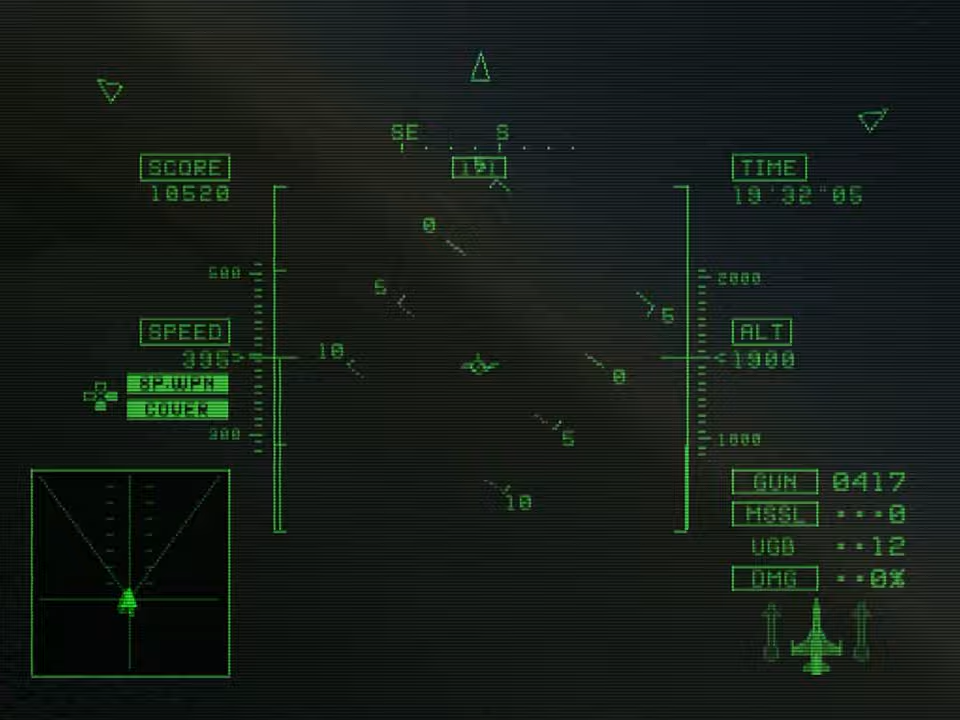 SE S
SCORE
10520
TIME
19'32"05
0
500
2000
5
5
SPEED
395
ALT
1900
10
0
SP.WPN
COVER
300
5
1000
10
GUN 0417
MSSL 0
UGB 12
DMG 0%